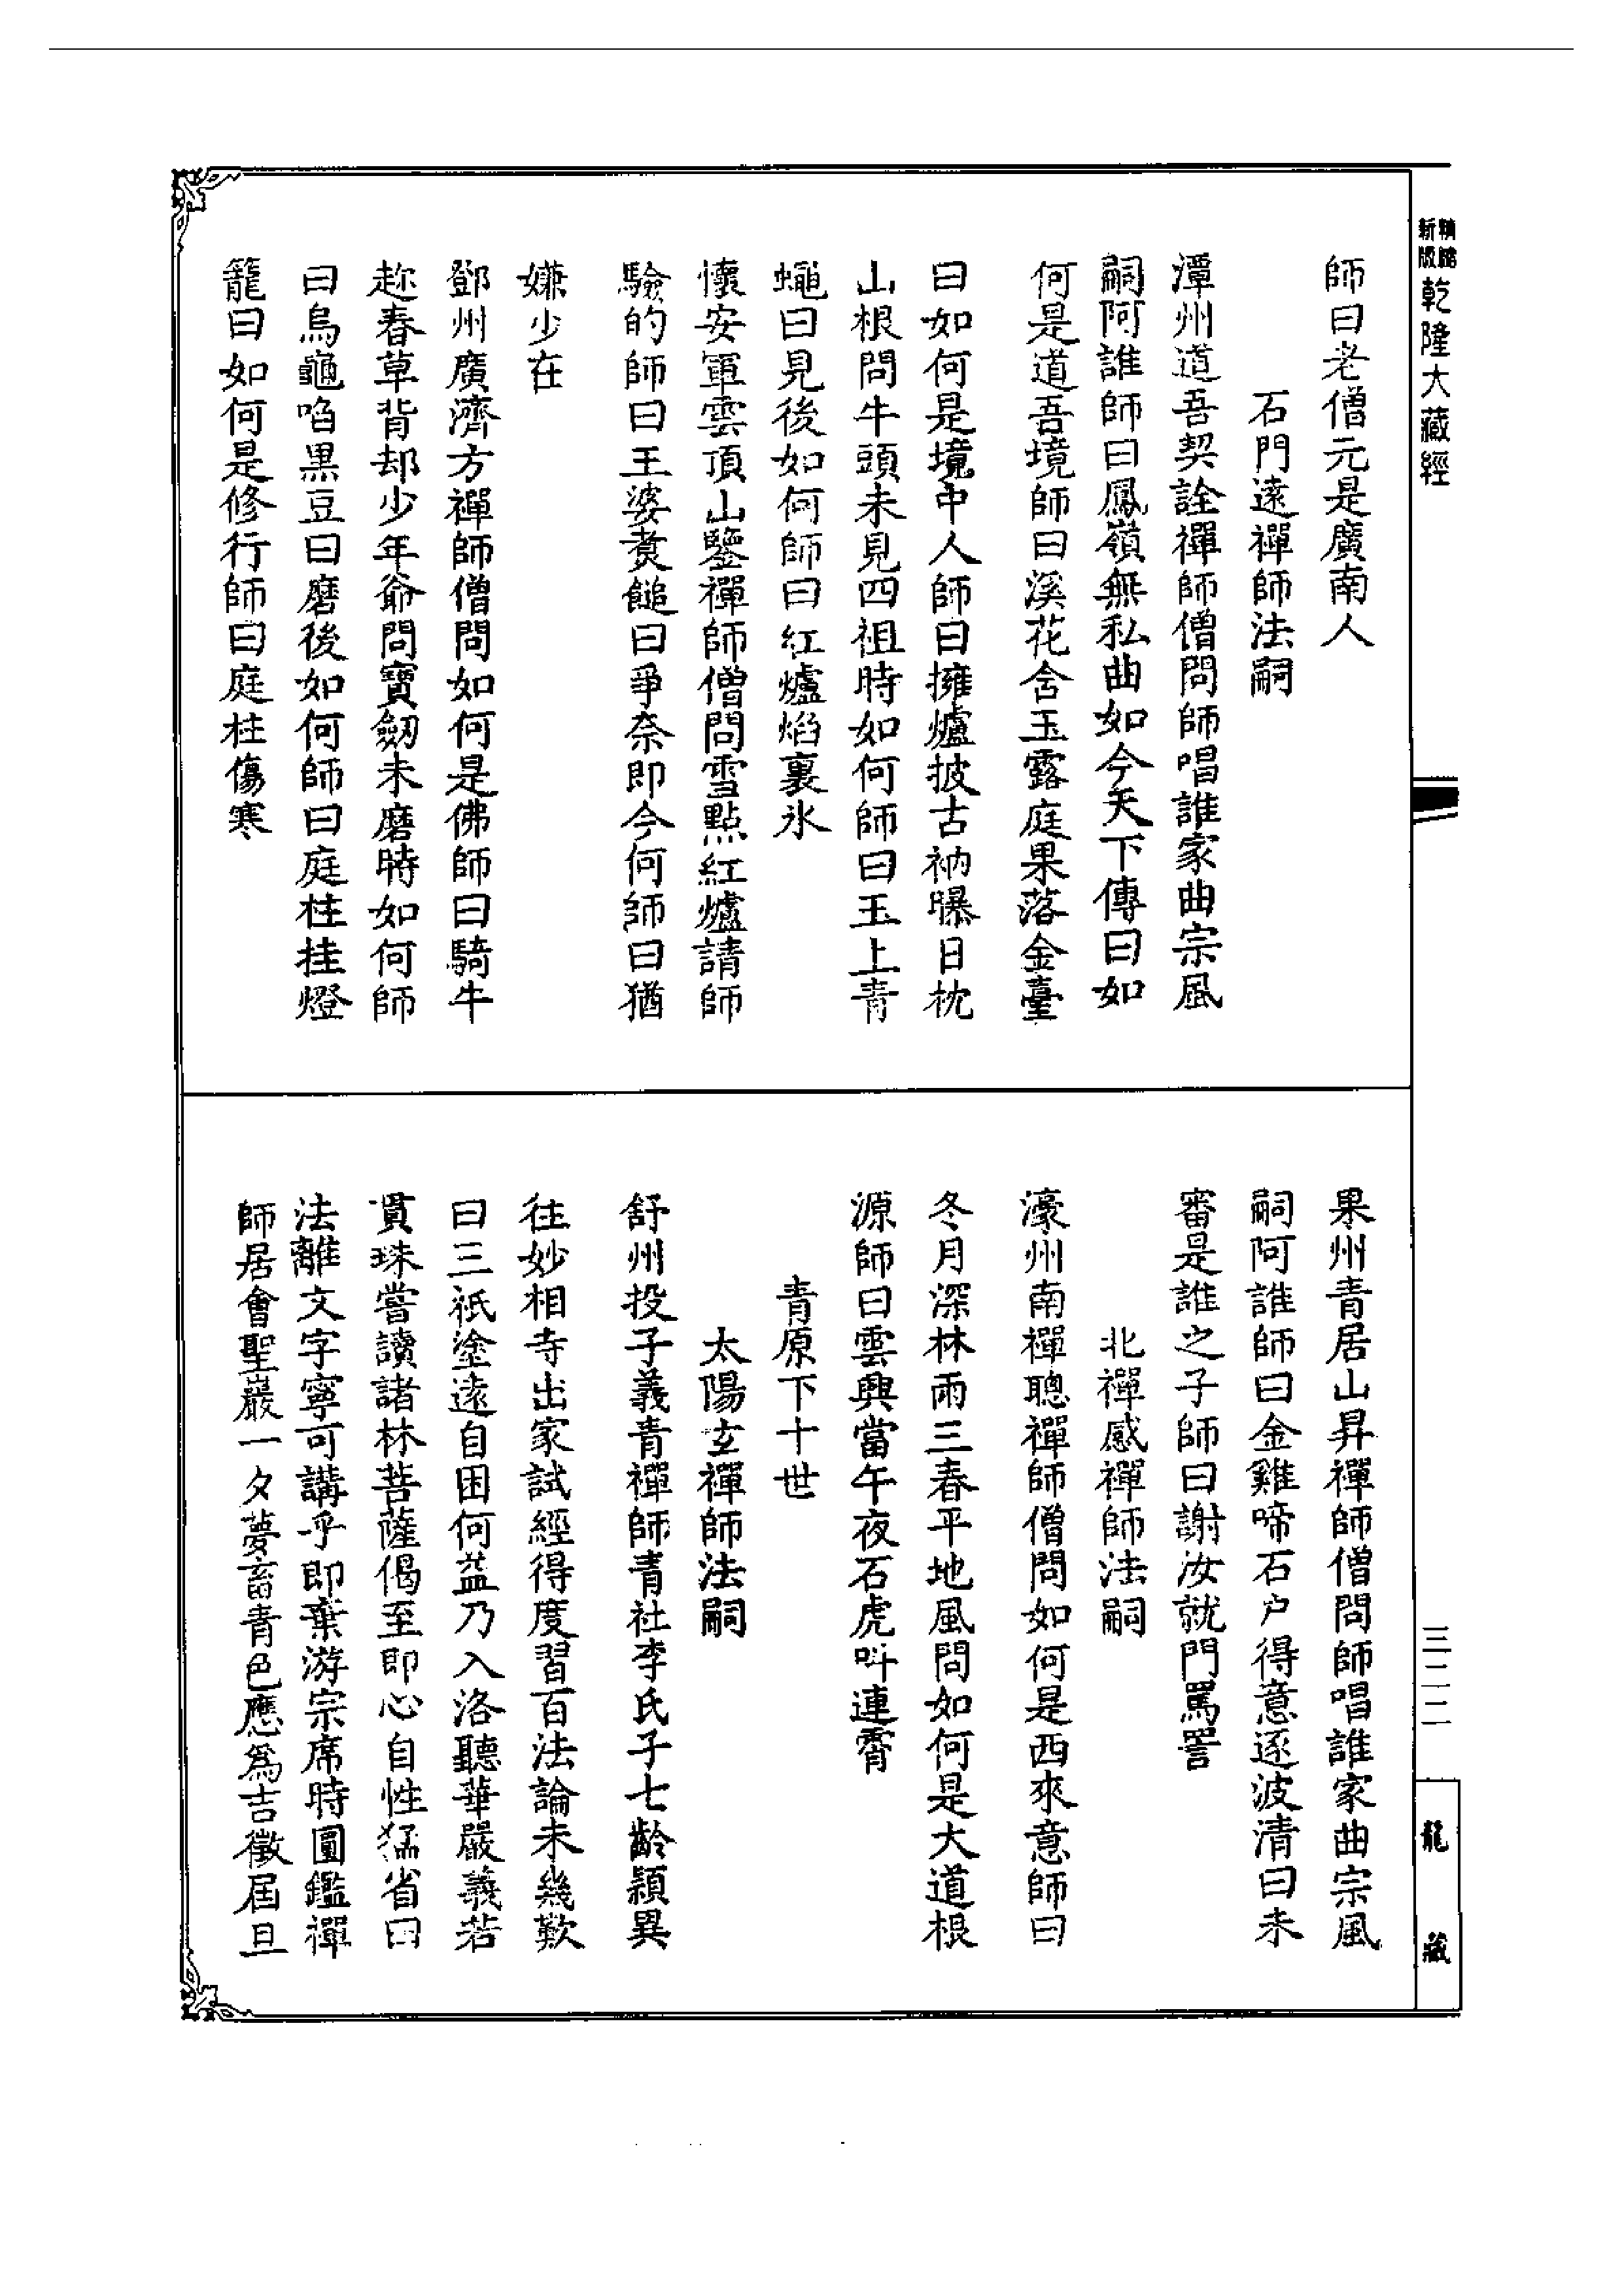 新版
精縮
乾隆大藏經
師曰老僧元是廣南人
石門遠禪師法嗣
潭州道吾契詮禪師僧問師唱誰家曲宗風
嗣阿誰師曰鳳嶺無私曲如今天下傳曰如
何是道吾境師曰溪花含玉露庭果落金臺
曰如何是境中人師曰擁爐披古衲曝日枕
山根問牛頭未見四祖時如何師曰玉上青
蠅曰見後如何師曰紅爐焰裏氷
懷安軍雲頂山鑒禪師僧問雪點紅爐請師
驗的師曰王婆煑䭔曰爭奈即今何師曰猶
嫌少在
鄧州廣濟方禪師僧問如何是佛師曰騎牛
趂春草背却少年爺問寶劒未磨時如何師
曰烏龜啗黑豆曰磨後如何師曰庭柱挂燈
籠曰如何是修行師曰庭柱傷寒
果州青居山昇禪師僧問師唱誰家曲宗風
嗣阿誰師曰金雞啼石户得意逐波清曰未
審是誰之子師曰謝汝就門罵詈
北禪感禪師法嗣
濠州南禪聰禪師僧問如何是西來意師曰
冬月深林雨三春平地風問如何是大道根
源師曰雲興當午夜石虎叫連霄
青原下十世
太陽玄禪師法嗣
舒州投子義青禪師青社李氏子七齡穎異
往妙相寺出家試經得度習百法論未幾歎
曰三祇塗遠自困何益乃入洛聽華嚴義若
貫珠嘗讀諸林菩薩偈至即心自性猛省曰
法離文字寧可講乎即棄游宗席時圓鑑禪
師居會聖巖一夕夢畜青色鷹為吉徵届旦
三二二
龍藏